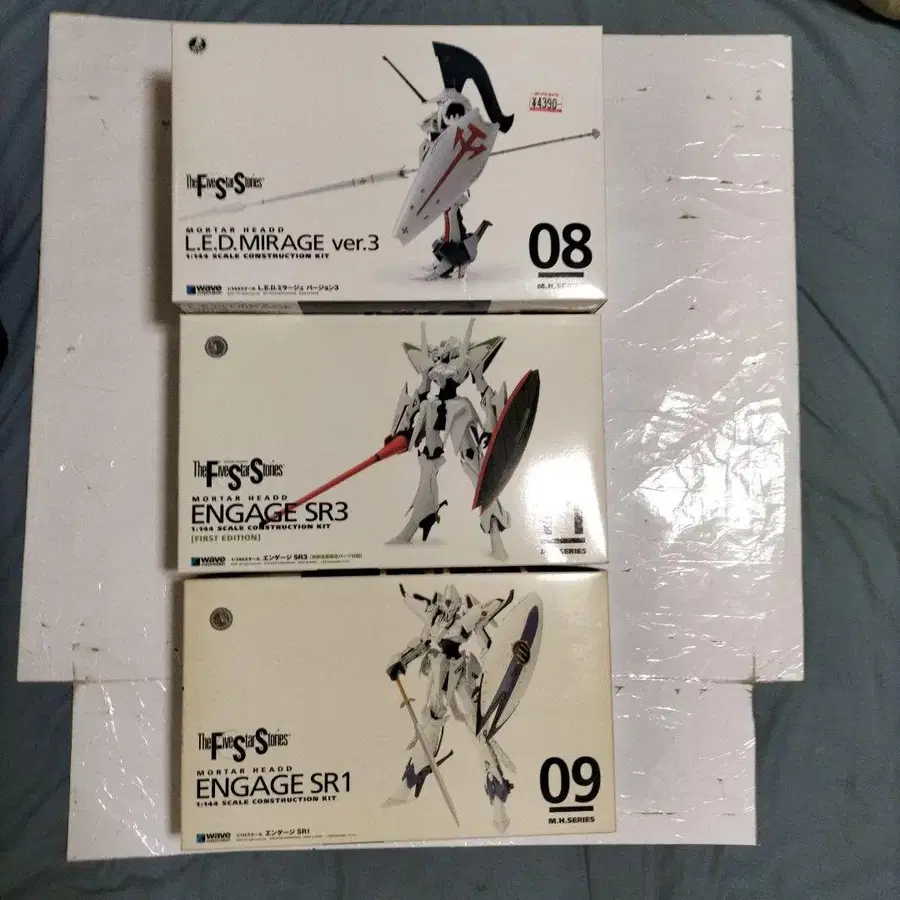 ¥4390-
The Five Star Stories
MORTAR HEADD
L.E.D.MIRAGE ver.3
1:144 SCALE CONSTRUCTION KIT
08
M.H.SERIES
wave
1/144スケール L.E.D.ミラージュ バージョン3
The Five Star Stories
MORTAR HEADD
ENGAGE SR3
1:144 SCALE CONSTRUCTION KIT
[FIRST EDITION]
M.H.SERIES
wave
1/144スケール エンゲージ SR3
The Five Star Stories
MORTAR HEADD
ENGAGE SR1
1:144 SCALE CONSTRUCTION KIT
09
M.H.SERIES
wave
1/144スケール エンゲージ SR1